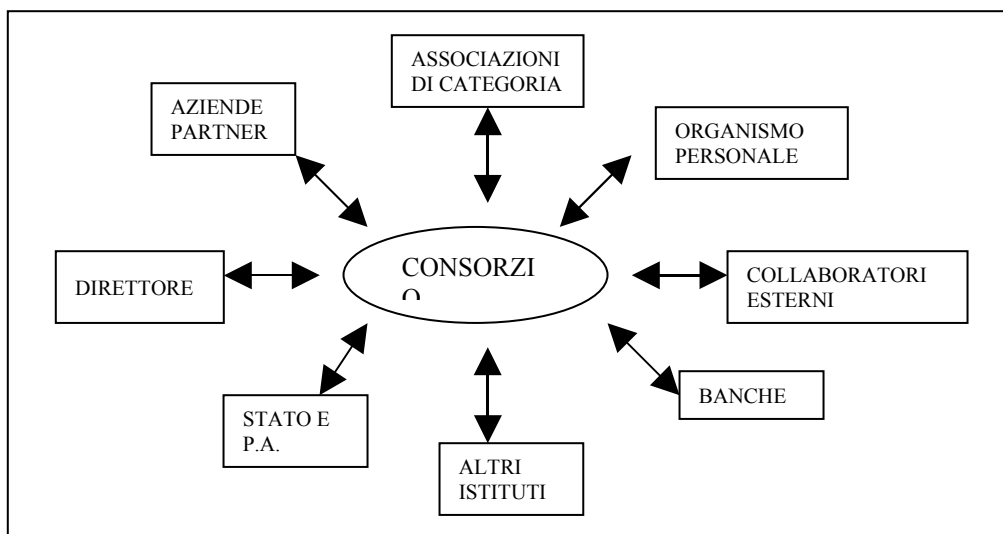 ASSOCIAZIONI
DI CATEGORIA
AZIENDE
PARTNER
ORGANISMO
PERSONALE
DIRETTORE
CONSORZI
O
COLLABORATORI
ESTERNI
STATO E
P.A.
BANCHE
ALTRI
ISTITUTI